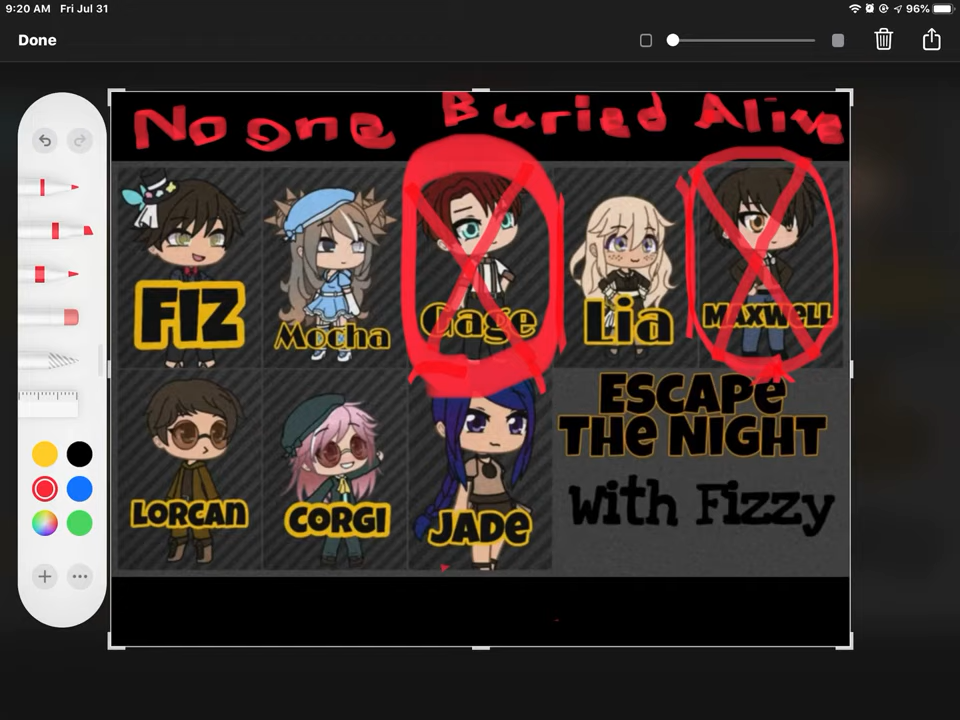 9:20 AM Fri Jul 31
96%
Done
No one Buried Alive
FIZ
Mocha
Gage
Lia
MAXWELL
ESCAPE
THE NIGHT
With Fizzy
LORCAN
CORGI
JADE